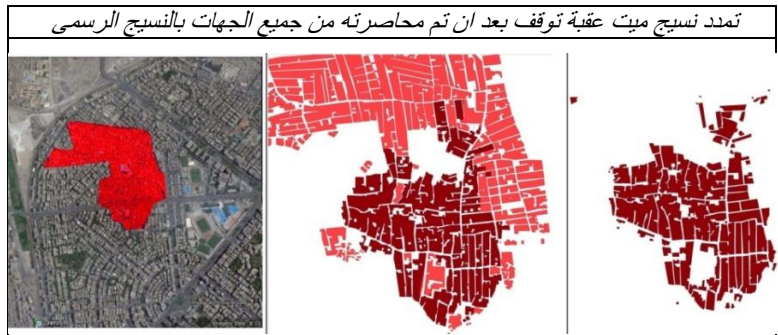 تمدد نسيج ميت عقبة توقف بعد ان تم محاصرته من جميع الجهات بالنسيج الرسمى